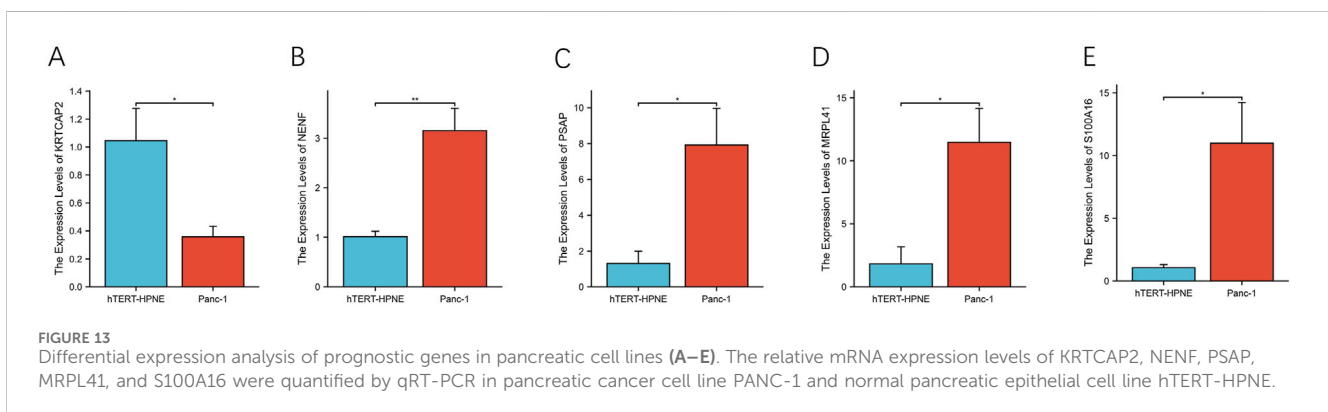 A
The Expression Levels of KRTCAP2
1.4
1.2
1.0
0.8
0.6
0.4
0.2
0.0
*
hTERT-HPNE Panc-1
B
The Expression Levels of NENF
3
2
1
0
**
hTERT-HPNE Panc-1
C
The Expression Levels of PSAP
10
8
6
4
2
0
*
hTERT-HPNE Panc-1
D
The Expression Levels of MRPL41
15
10
5
0
*
hTERT-HPNE Panc-1
E
The Expression Levels of S100A16
15
10
5
0
*
hTERT-HPNE Panc-1
FIGURE 13
Differential expression analysis of prognostic genes in pancreatic cell lines (A–E). The relative mRNA expression levels of KRTCAP2, NENF, PSAP,
MRPL41, and S100A16 were quantified by qRT-PCR in pancreatic cancer cell line PANC-1 and normal pancreatic epithelial cell line hTERT-HPNE.